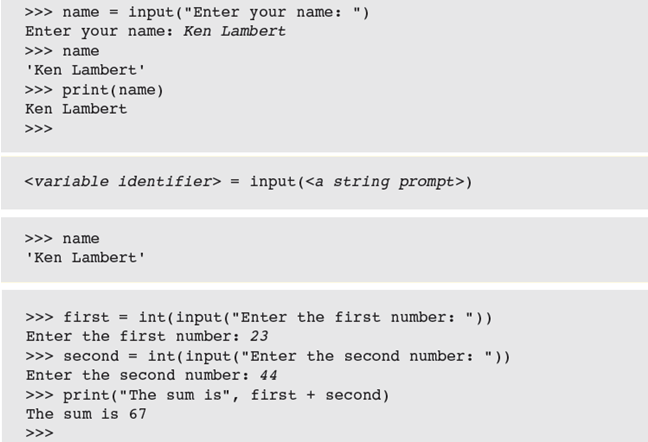 >>> name = input("Enter your name: ")
Enter your name: Ken Lambert
>>> name
'Ken Lambert'
>>> print(name)
Ken Lambert
>>>
<variable identifier> = input(<a string prompt>)
>>> name
'Ken Lambert'
>>> first = int(input("Enter the first number: "))
Enter the first number: 23
>>> second = int(input("Enter the second number: "))
Enter the second number: 44
>>> print("The sum is", first + second)
The sum is 67
>>>